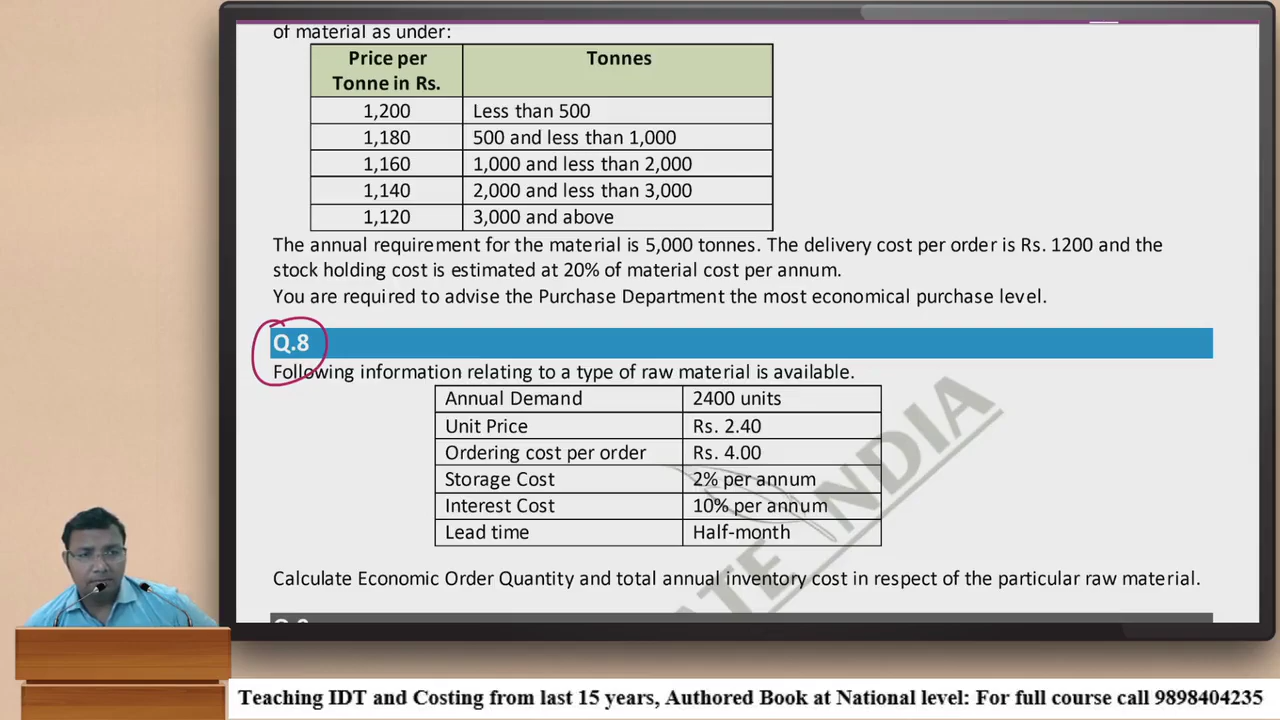 of material as under:
Price per Tonnes
Tonne in Rs.
1,200 Less than 500
1,180 500 and less than 1,000
1,160 1,000 and less than 2,000
1,140 2,000 and less than 3,000
1,120 3,000 and above
The annual requirement for the material is 5,000 tonnes. The delivery cost per order is Rs. 1200 and the
stock holding cost is estimated at 20% of material cost per annum.
You are required to advise the Purchase Department the most economical purchase level.
Q.8
Following information relating to a type of raw material is available.
Annual Demand 2400 units
Unit Price Rs. 2.40
Ordering cost per order Rs. 4.00
Storage Cost 2% per annum
Interest Cost 10% per annum
Lead time Half-month
Calculate Economic Order Quantity and total annual inventory cost in respect of the particular raw material.
INDIA
Teaching IDT and Costing from last 15 years, Authored Book at National level: For full course call 9898404235